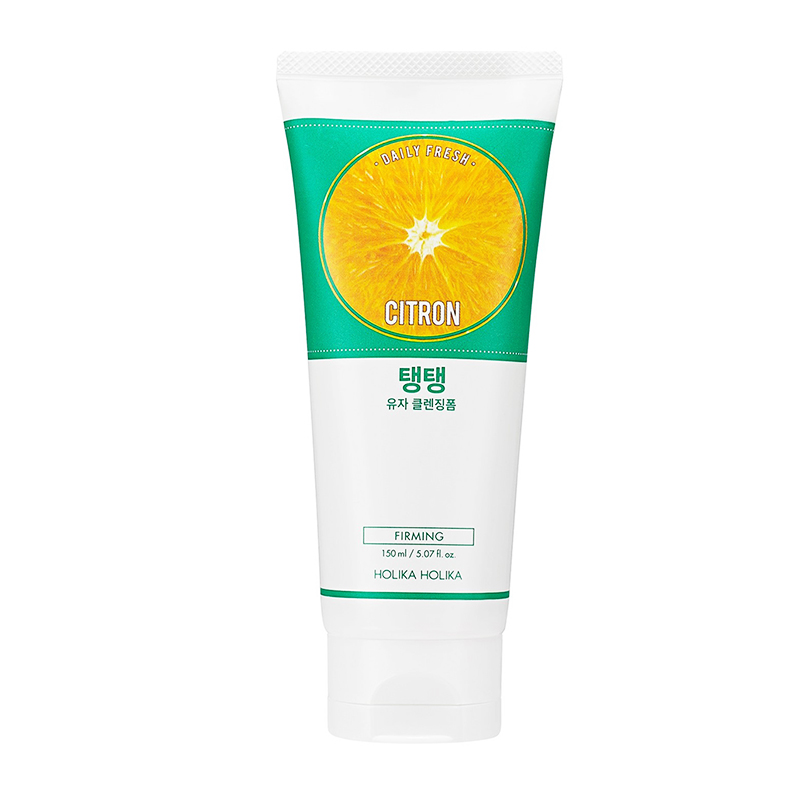 · DAILY FRESH ·
CITRON
탱탱
유자 클렌징폼
FIRMING
150 ml / 5.07 fl. oz.
HOLIKA HOLIKA